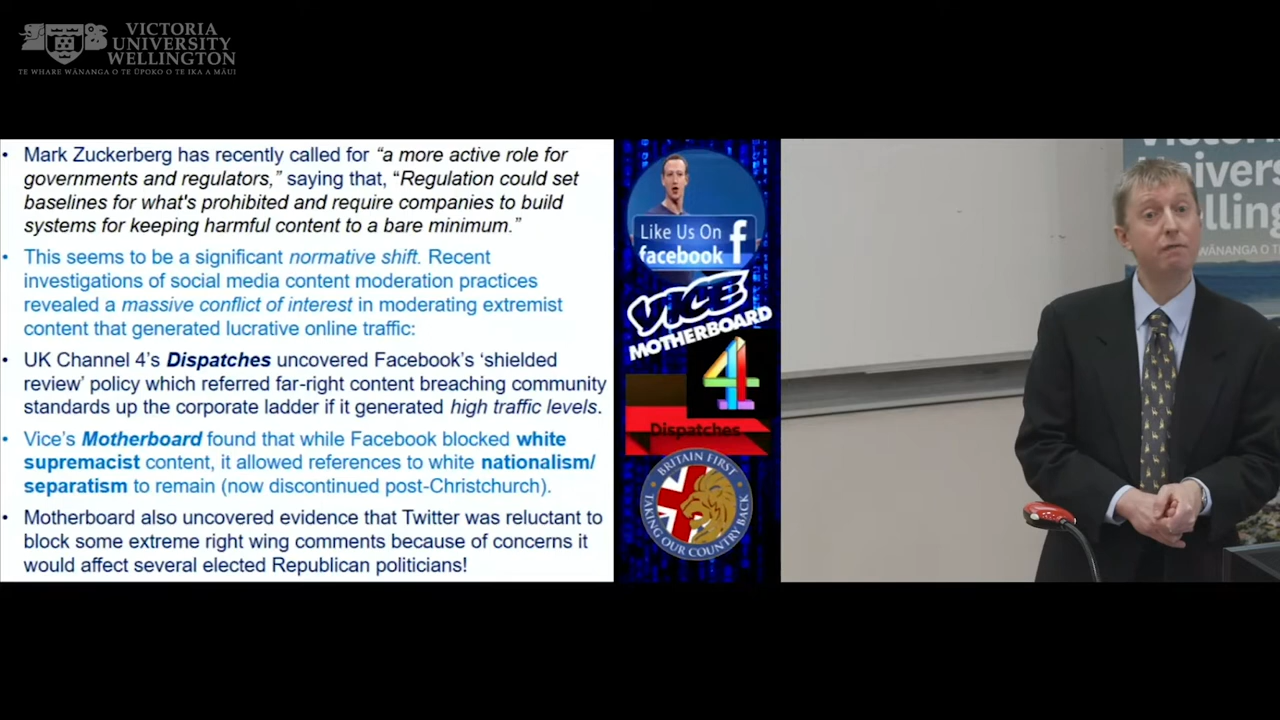 VICTORIA
UNIVERSITY
WELLINGTON
TE WHARE WĀNANGA O TE ŪPOKO O TE IKA A MĀUI
• Mark Zuckerberg has recently called for “a more active role for
governments and regulators,” saying that, “Regulation could set
baselines for what's prohibited and require companies to build
systems for keeping harmful content to a bare minimum.”
• This seems to be a significant normative shift. Recent
investigations of social media content moderation practices
revealed a massive conflict of interest in moderating extremist
content that generated lucrative online traffic:
• UK Channel 4’s Dispatches uncovered Facebook’s ‘shielded
review’ policy which referred far-right content breaching community
standards up the corporate ladder if it generated high traffic levels.
• Vice’s Motherboard found that while Facebook blocked white
supremacist content, it allowed references to white nationalism/
separatism to remain (now discontinued post-Christchurch).
• Motherboard also uncovered evidence that Twitter was reluctant to
block some extreme right wing comments because of concerns it
would affect several elected Republican politicians!
Like Us On
facebook f
VICE
MOTHERBOARD
4
Dispatches
BRITAIN FIRST
TAKING OUR COUNTRY BACK